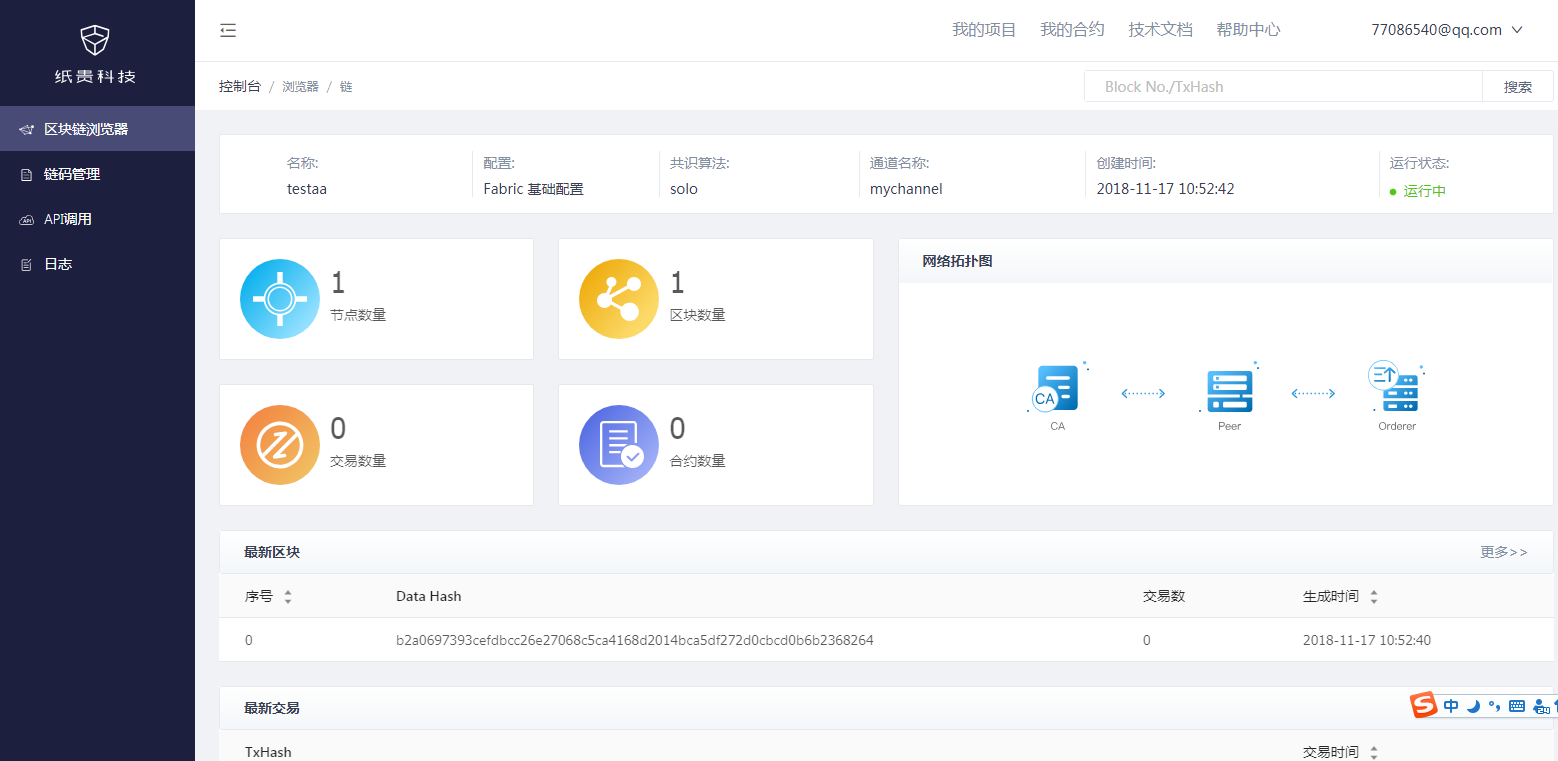 纸贵科技
我的项目 我的合约 技术文档 帮助中心 77086540@qq.com
控制台 / 浏览器 / 链
Block No./TxHash 搜索
区块链浏览器
链码管理
API调用
日志
名称: 配置: 共识算法: 通道名称: 创建时间: 运行状态:
testaa Fabric 基础配置 solo mychannel 2018-11-17 10:52:42 运行中
1
节点数量
1
区块数量
0
交易数量
0
合约数量
网络拓扑图
CA
CA Peer Orderer
最新区块 更多>>
序号 Data Hash 交易数 生成时间
0 b2a0697393cefdbcc26e27068c5ca4168d2014bca5df272d0cbcd0b6b2368264 0 2018-11-17 10:52:40
最新交易
S 中
TxHash 交易时间